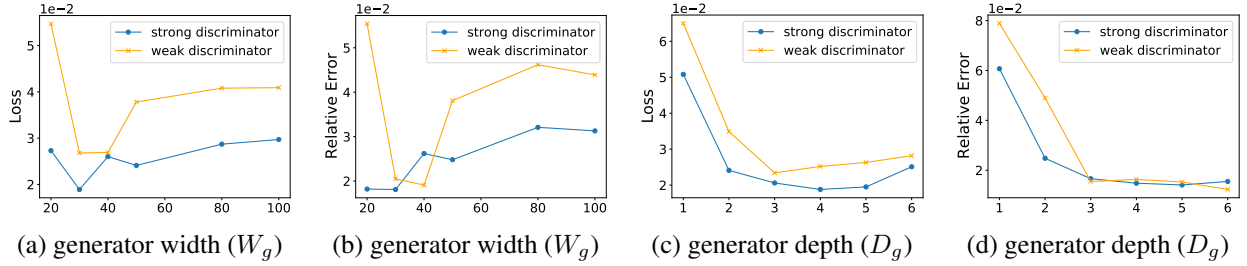 1e−2
strong discriminator
weak discriminator
Loss
5
4
3
2
20 40 60 80 100
(a) generator width (W_g)
1e−2
strong discriminator
weak discriminator
Relative Error
5
4
3
2
20 40 60 80 100
(b) generator width (W_g)
1e−2
strong discriminator
weak discriminator
Loss
6
5
4
3
2
1 2 3 4 5 6
(c) generator depth (D_g)
1e−2
strong discriminator
weak discriminator
Relative Error
8
6
4
2
1 2 3 4 5 6
(d) generator depth (D_g)